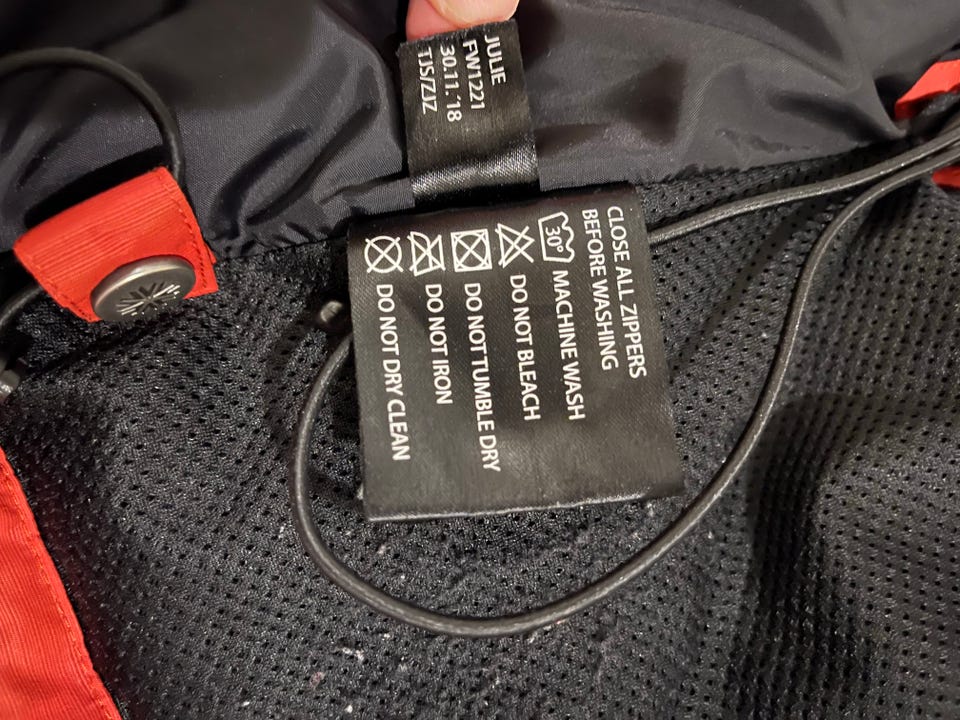 JULIE
FW1221
30.11.'18
TJS/ZJZ
CLOSE ALL ZIPPERS
BEFORE WASHING
30° MACHINE WASH
DO NOT BLEACH
DO NOT TUMBLE DRY
DO NOT IRON
DO NOT DRY CLEAN